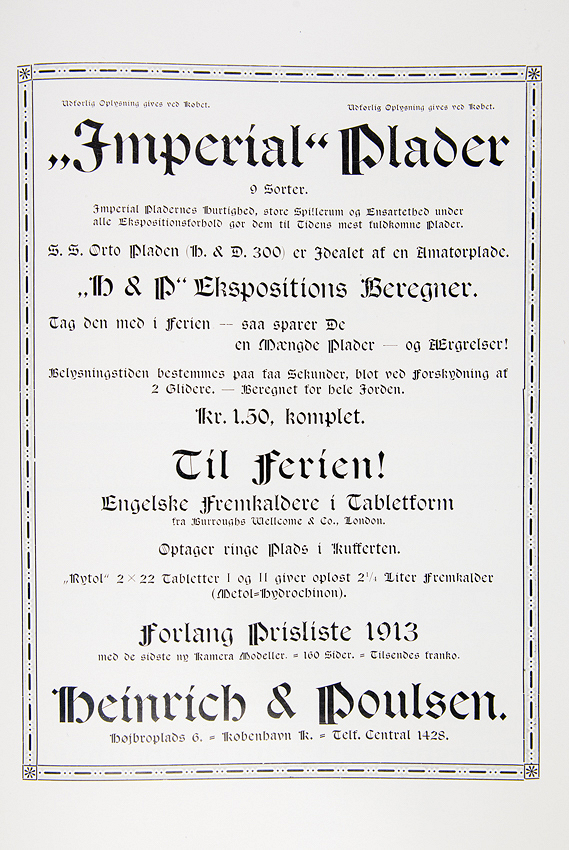 Udførlig Oplysning gives ved Købet. Udførlig Oplysning gives ved Købet.
„Imperial“ Plader
9 Sorter.
Imperial Pladernes Hurtighed, store Spillerum og Ensartethed under
alle Ekspositionsforhold gør dem til Tidens mest fuldkomne Plader.
S. S. Orto Pladen (H. & D. 300) er Idealet af en Amatørplade.
„H & P“ Ekspositions Beregner.
Tag den med i Ferien — saa sparer De
en Mængde Plader — og Ærgrelser!
Belysningstiden bestemmes paa faa Sekunder, blot ved Forskydning af
2 Glidere. — Beregnet for hele Jorden.
Kr. 1.50, komplet.
Til Ferien!
Engelske Fremkaldere i Tabletform
fra Burroughs Wellcome & Co., London.
Optager ringe Plads i Kufferten.
„Rytol“ 2 × 22 Tabletter I og II giver opløst 2¹/₄ Liter Fremkalder
(Metol=Hydrochinon).
Forlang Prisliste 1913
med de sidste ny Kamera Modeller. = 160 Sider. = Tilsendes franko.
Heinrich & Poulsen.
Højbroplads 6. = København K. = Telf. Central 1428.